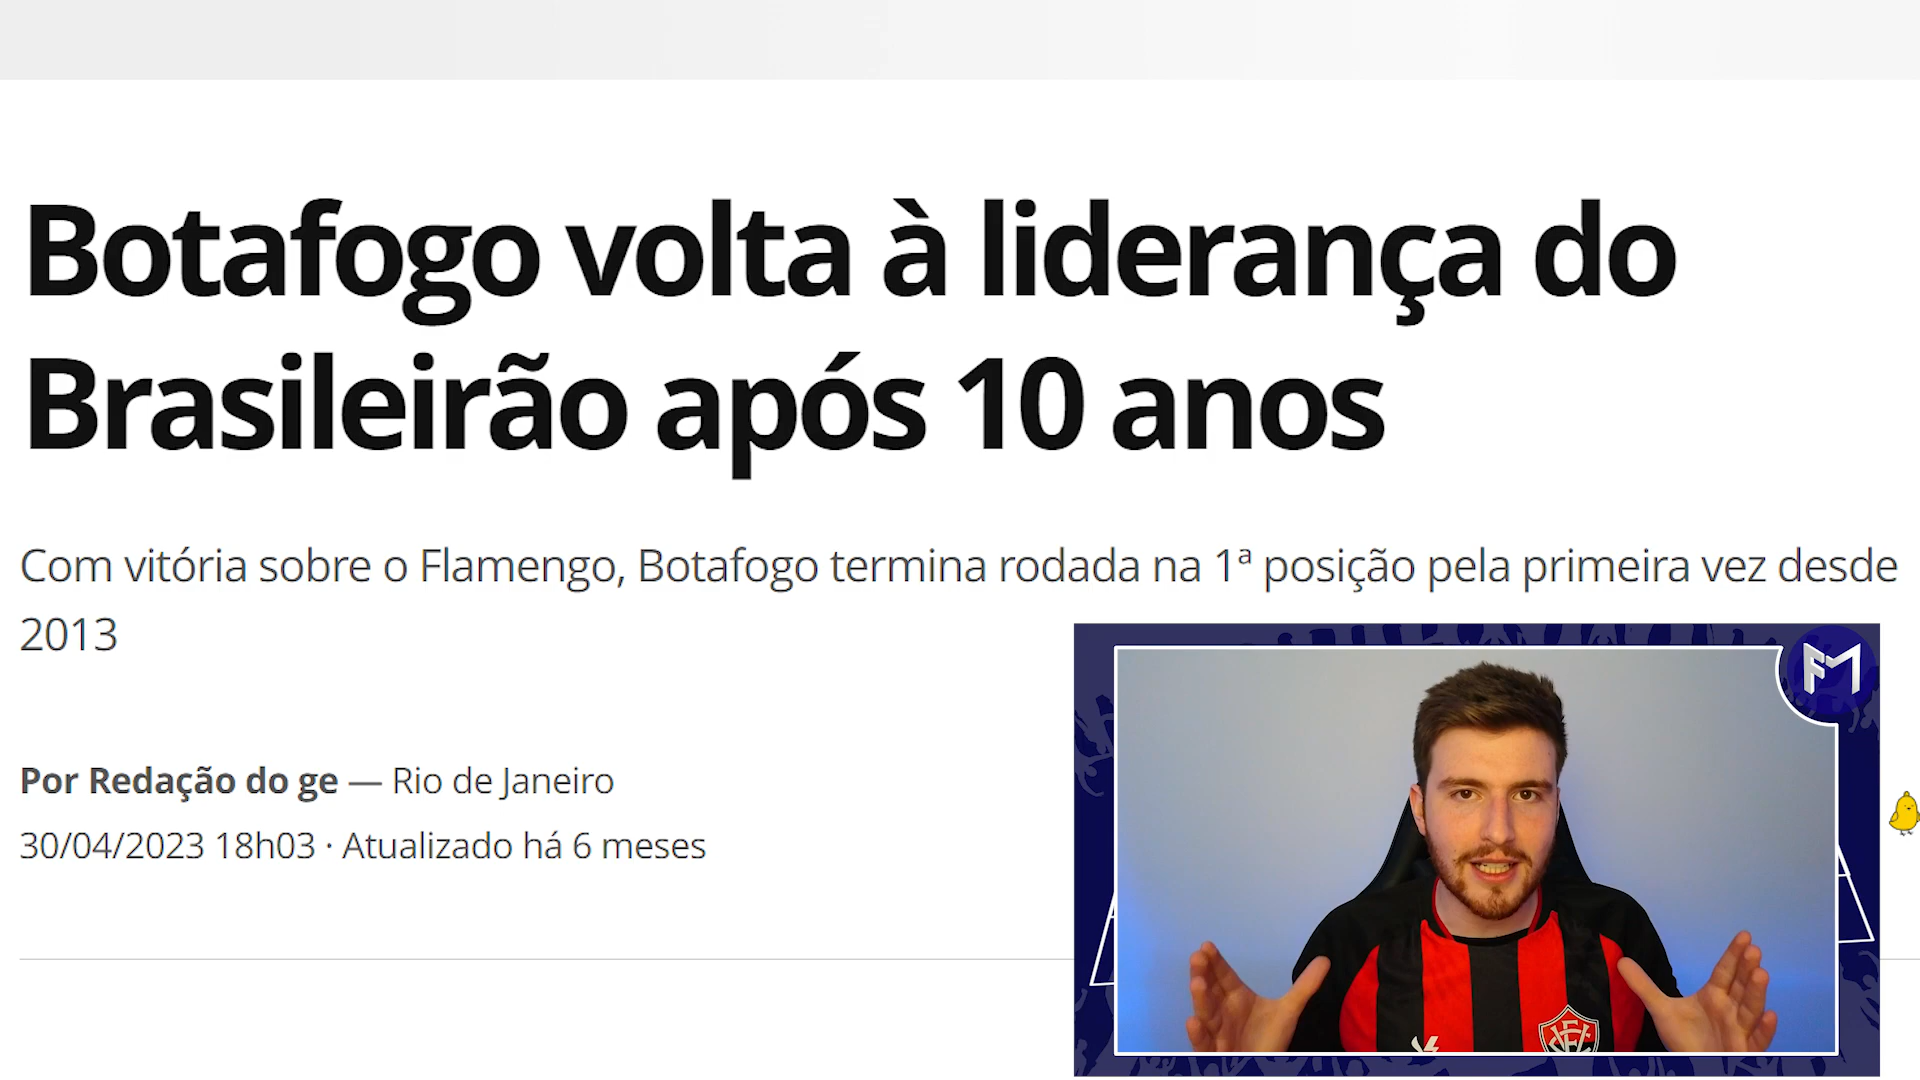 Botafogo volta à liderança do
Brasileirão após 10 anos
Com vitória sobre o Flamengo, Botafogo termina rodada na 1ª posição pela primeira vez desde
2013
Por Redação do ge — Rio de Janeiro
30/04/2023 18h03 · Atualizado há 6 meses
FM